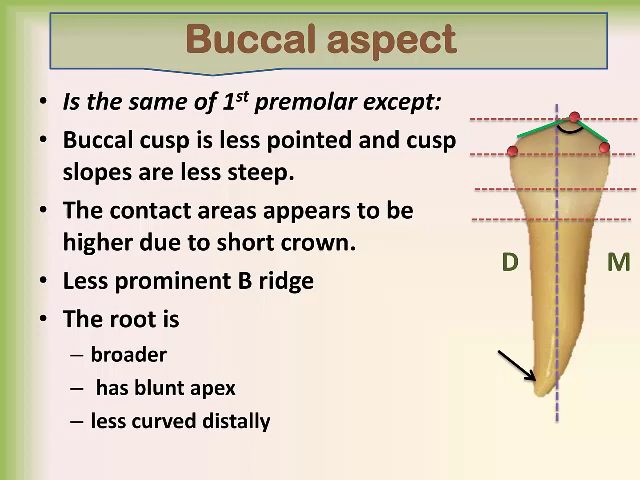 Buccal aspect
• Is the same of 1st premolar except:
• Buccal cusp is less pointed and cusp
slopes are less steep.
• The contact areas appears to be
higher due to short crown.
• Less prominent B ridge
• The root is
– broader
– has blunt apex
– less curved distally
D M